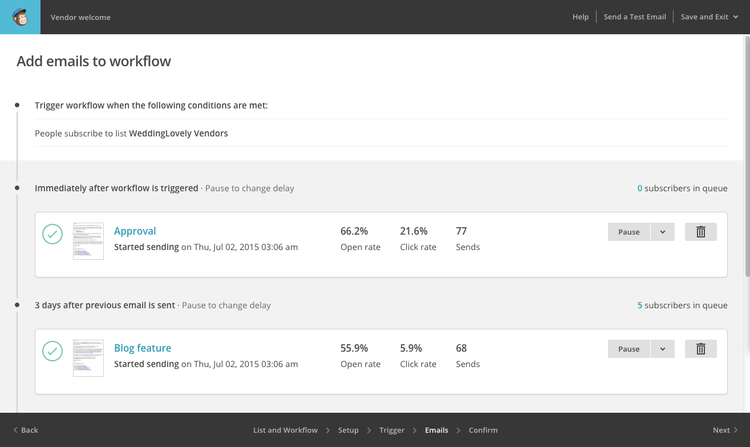 Vendor welcome
Help
Send a Test Email
Save and Exit
Add emails to workflow
Trigger workflow when the following conditions are met:
People subscribe to list WeddingLovely Vendors
Immediately after workflow is triggered · Pause to change delay
0 subscribers in queue
Approval
Started sending on Thu, Jul 02, 2015 03:06 am
66.2%
Open rate
21.6%
Click rate
77
Sends
Pause
3 days after previous email is sent · Pause to change delay
5 subscribers in queue
Blog feature
Started sending on Thu, Jul 02, 2015 03:06 am
55.9%
Open rate
5.9%
Click rate
68
Sends
Pause
Back
List and Workflow
Setup
Trigger
Emails
Confirm
Next